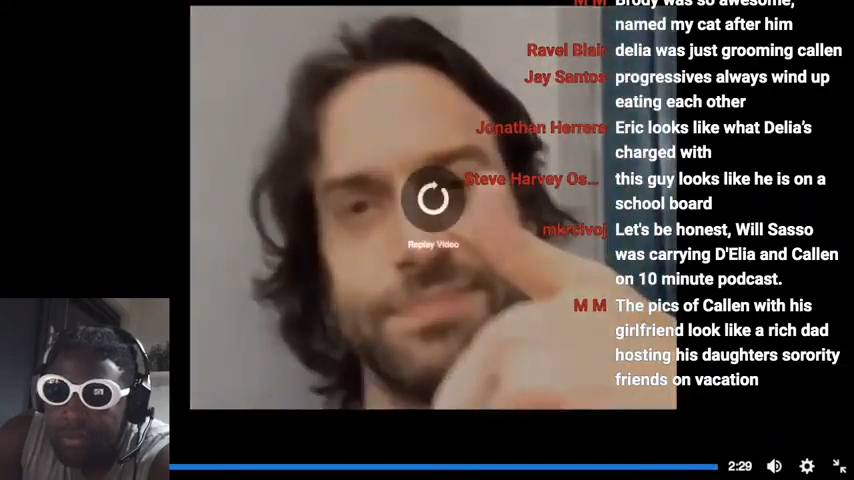 M M Brody was so awesome,
named my cat after him
Ravel Blair delia was just grooming callen
Jay Santos progressives always wind up
eating each other
Jonathan Herrera Eric looks like what Delia's
charged with
Steve Harvey Os... this guy looks like he is on a
school board
mkrcivoj Let's be honest, Will Sasso
was carrying D'Elia and Callen
on 10 minute podcast.
M M The pics of Callen with his
girlfriend look like a rich dad
hosting his daughters sorority
friends on vacation
Replay Video
2:29